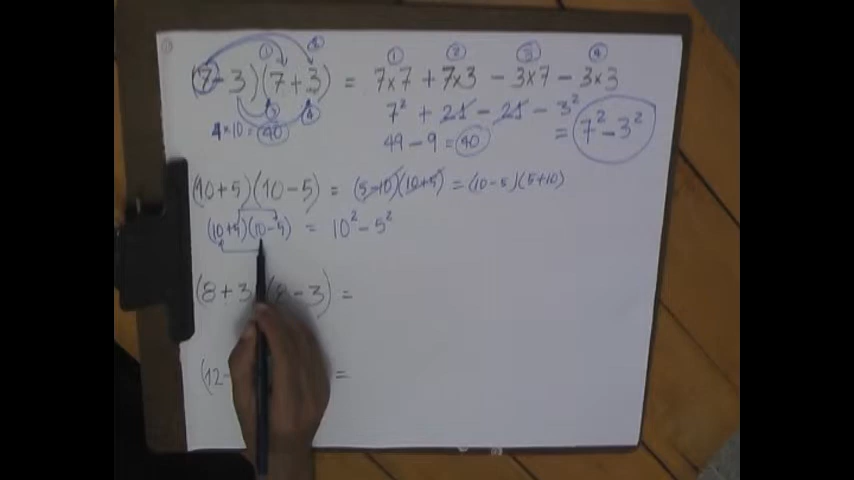 ① ②
(7 - 3)(7 + 3) = 7×7 + 7×3 - 3×7 - 3×3
① ② ③ ④
③ ④
7² + 21 - 21 - 3²
4×10 = 40
= 7² - 3²
49 - 9 = 40
(10 + 5)(10 - 5) = (5-10)(10+5) = (10-5)(5+10)
(10+5)(10-5) = 10² - 5²
(8 + 3)(8 - 3) =
(12 =